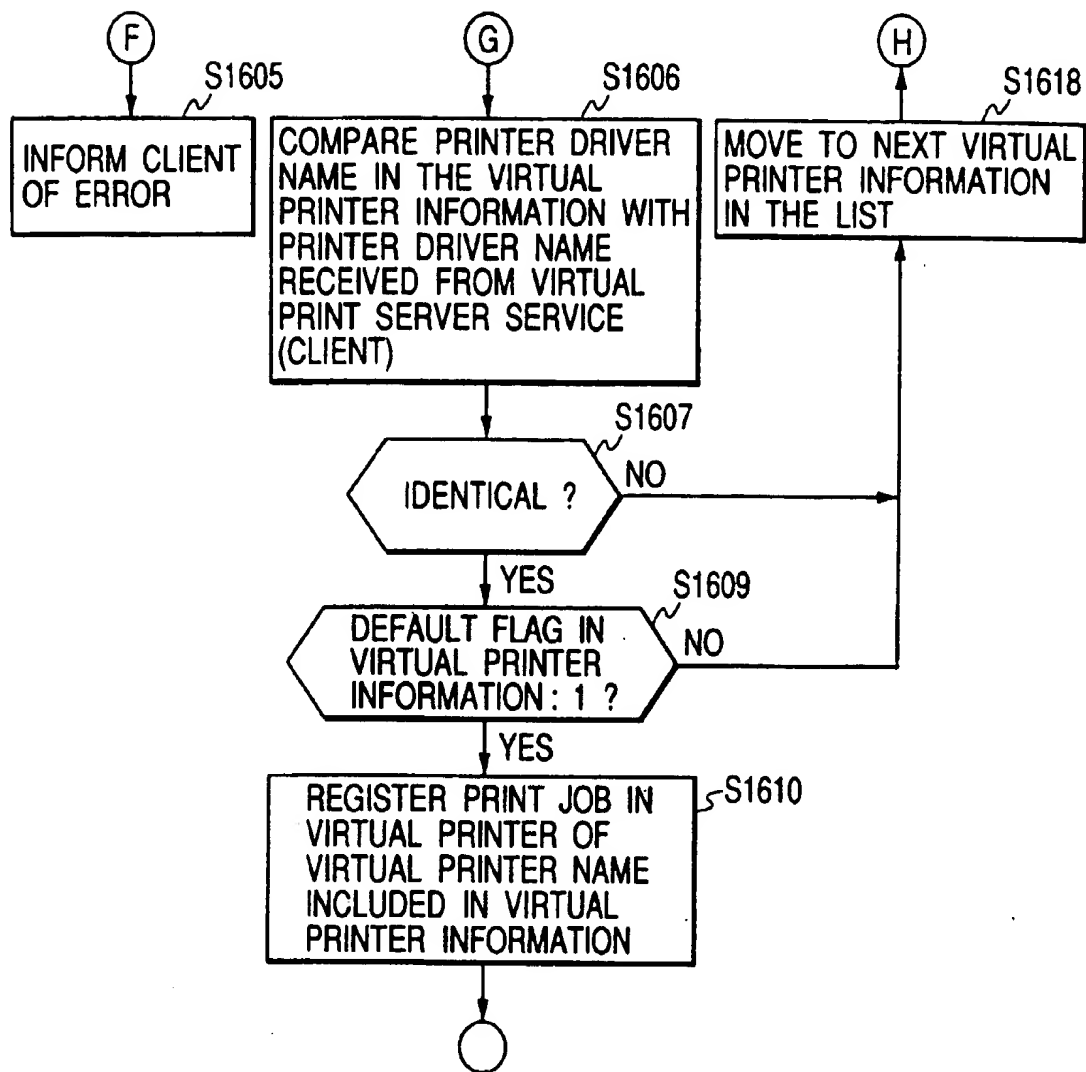 F
S1605
INFORM CLIENT
OF ERROR
G
S1606
COMPARE PRINTER DRIVER
NAME IN THE VIRTUAL
PRINTER INFORMATION WITH
PRINTER DRIVER NAME
RECEIVED FROM VIRTUAL
PRINT SERVER SERVICE
(CLIENT)
H
S1618
MOVE TO NEXT VIRTUAL
PRINTER INFORMATION
IN THE LIST
S1607
IDENTICAL ?
NO
YES
S1609
DEFAULT FLAG IN
VIRTUAL PRINTER
INFORMATION : 1 ?
NO
YES
S1610
REGISTER PRINT JOB IN
VIRTUAL PRINTER OF
VIRTUAL PRINTER NAME
INCLUDED IN VIRTUAL
PRINTER INFORMATION